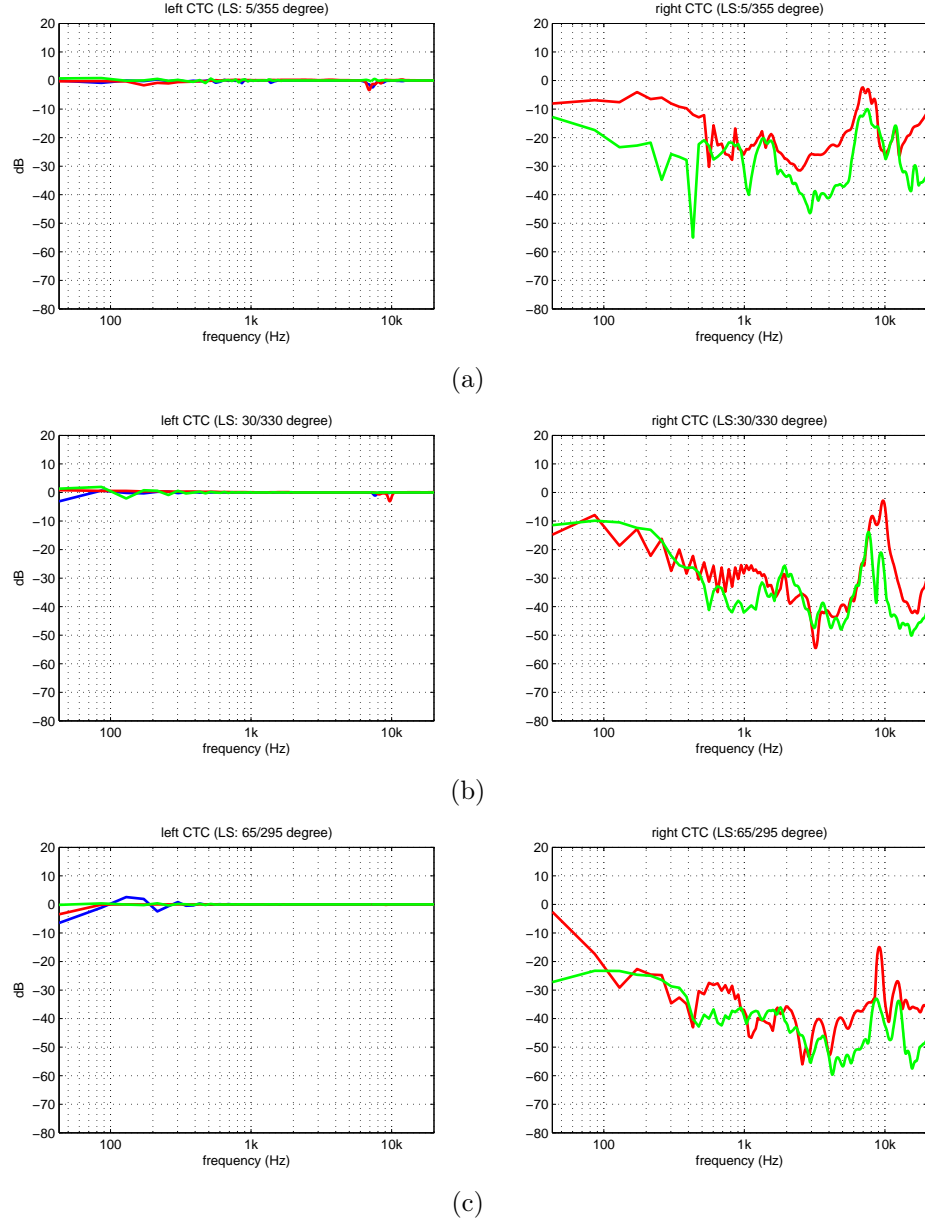 left CTC (LS: 5/355 degree)
20
10
0
−10
−20
−30
−40
−50
−60
−70
−80
dB
100
1k
10k
frequency (Hz)
right CTC (LS:5/355 degree)
20
10
0
−10
−20
−30
−40
−50
−60
−70
−80
100
1k
10k
frequency (Hz)
(a)
left CTC (LS: 30/330 degree)
20
10
0
−10
−20
−30
−40
−50
−60
−70
−80
dB
100
1k
10k
frequency (Hz)
right CTC (LS:30/330 degree)
20
10
0
−10
−20
−30
−40
−50
−60
−70
−80
100
1k
10k
frequency (Hz)
(b)
left CTC (LS: 65/295 degree)
20
10
0
−10
−20
−30
−40
−50
−60
−70
−80
dB
100
1k
10k
frequency (Hz)
right CTC (LS:65/295 degree)
20
10
0
−10
−20
−30
−40
−50
−60
−70
−80
100
1k
10k
frequency (Hz)
(c)